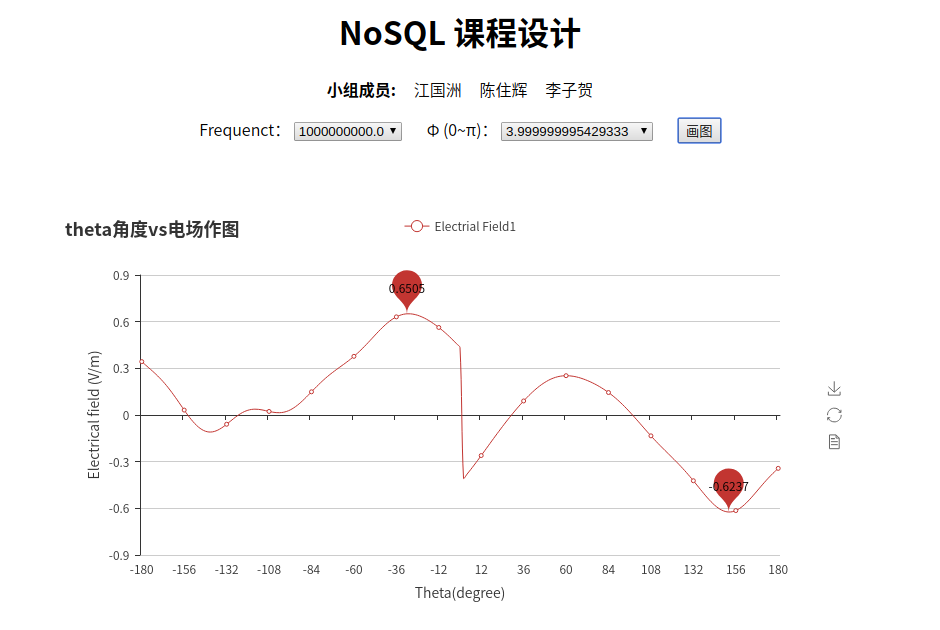 NoSQL 课程设计
小组成员: 江国洲 陈住辉 李子贺
Frequenct: 1000000000.0 Φ (0~π): 3.999999995429333 画图
theta角度vs电场作图
Electrial Field1
0.9
0.6
0.3
0
-0.3
-0.6
-0.9
Electrical field (V/m)
0.6505
-0.6237
-180 -156 -132 -108 -84 -60 -36 -12 12 36 60 84 108 132 156 180
Theta(degree)